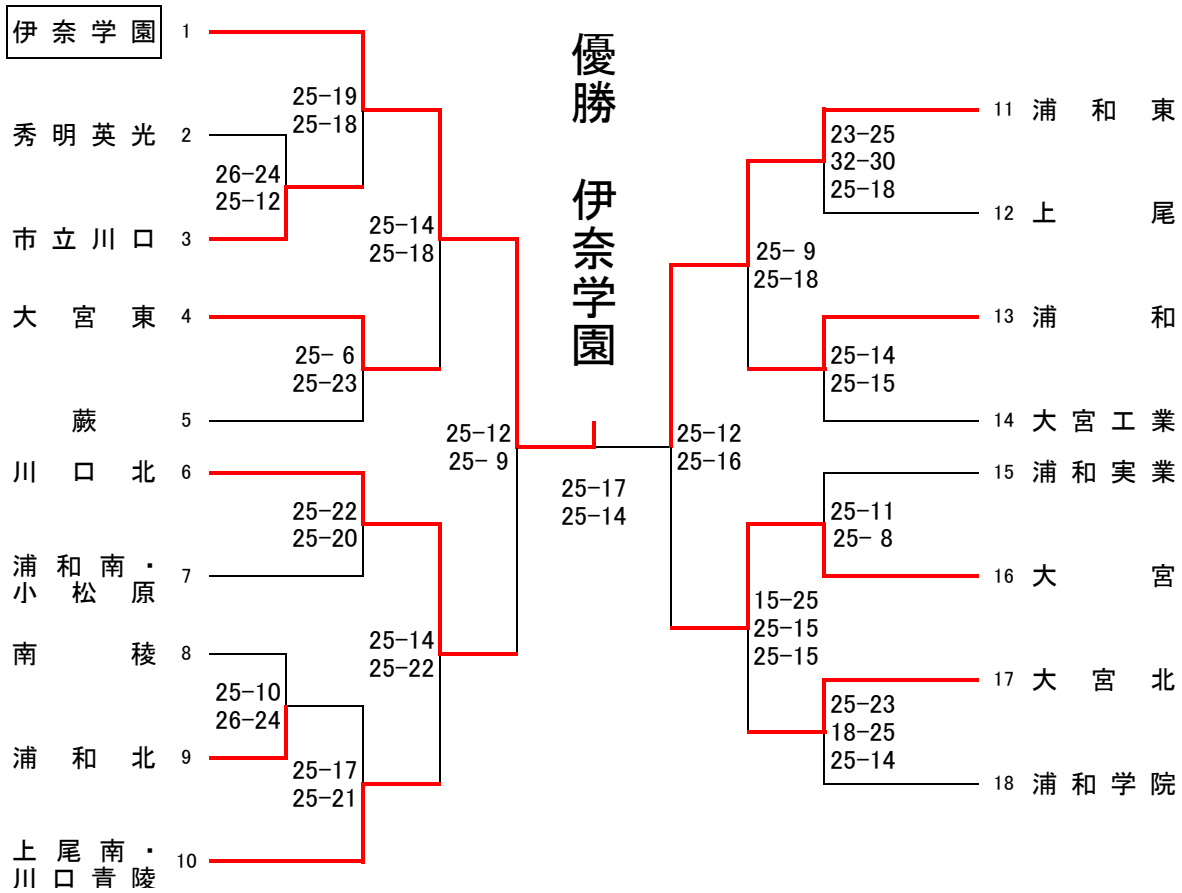 優勝 伊奈学園
伊奈学園 1
25-19
25-18
秀明英光 2
26-24
25-12
市立川口 3
25-14
25-18
大宮東 4
25- 6
25-23
蕨 5
25-12
25- 9
川口北 6
25-22
25-20
浦和南・
小松原 7
25-14
25-22
南稜 8
25-10
26-24
浦和北 9
25-17
25-21
上尾南・
川口青陵 10
25-17
25-14
11 浦和東
23-25
32-30
25-18
12 上尾
25- 9
25-18
13 浦和
25-14
25-15
14 大宮工業
25-12
25-16
15 浦和実業
25-11
25- 8
16 大宮
15-25
25-15
25-15
17 大宮北
25-23
18-25
25-14
18 浦和学院